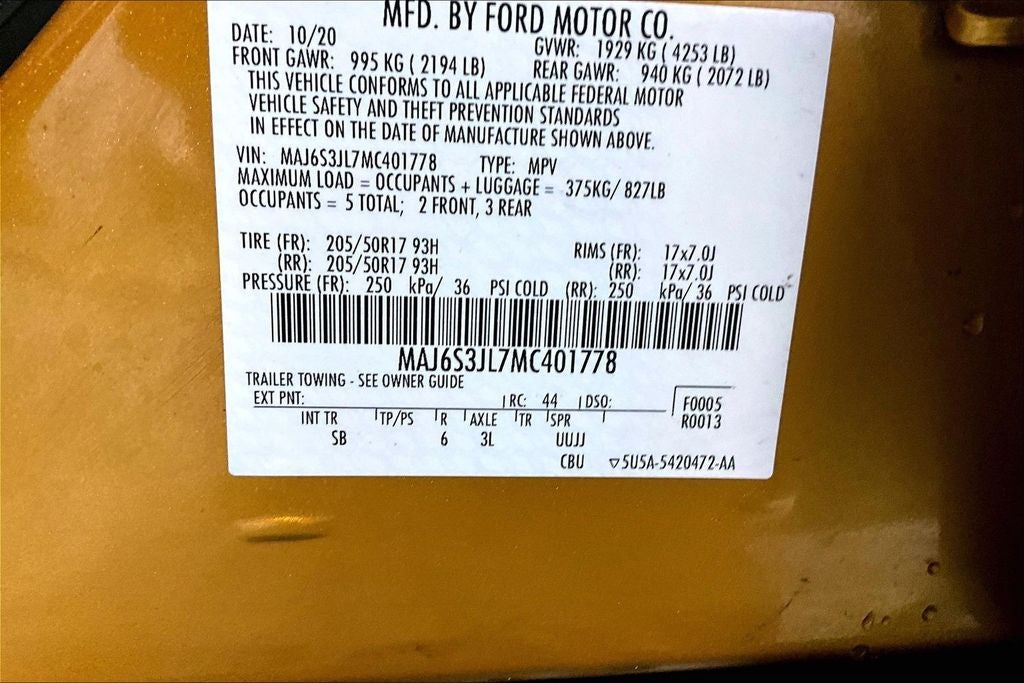 MFD. BY FORD MOTOR CO.
DATE: 10/20 GVWR: 1929 KG ( 4253 LB)
FRONT GAWR: 995 KG ( 2194 LB) REAR GAWR: 940 KG ( 2072 LB)
THIS VEHICLE CONFORMS TO ALL APPLICABLE FEDERAL MOTOR
VEHICLE SAFETY AND THEFT PREVENTION STANDARDS
IN EFFECT ON THE DATE OF MANUFACTURE SHOWN ABOVE.
VIN: MAJ6S3JL7MC401778 TYPE: MPV
MAXIMUM LOAD = OCCUPANTS + LUGGAGE = 375KG/ 827LB
OCCUPANTS = 5 TOTAL; 2 FRONT, 3 REAR
TIRE (FR): 205/50R17 93H RIMS (FR): 17x7.0J
(RR): 205/50R17 93H (RR): 17x7.0J
PRESSURE (FR): 250 kPa/ 36 PSI COLD (RR): 250 kPa/ 36 PSI COLD
MAJ6S3JL7MC401778
TRAILER TOWING - SEE OWNER GUIDE
EXT PNT: RC: 44 DSO: F0005
INT TR TP/PS R AXLE TR SPR R0013
SB 6 3L UUJJ
CBU ▽5U5A-5420472-AA